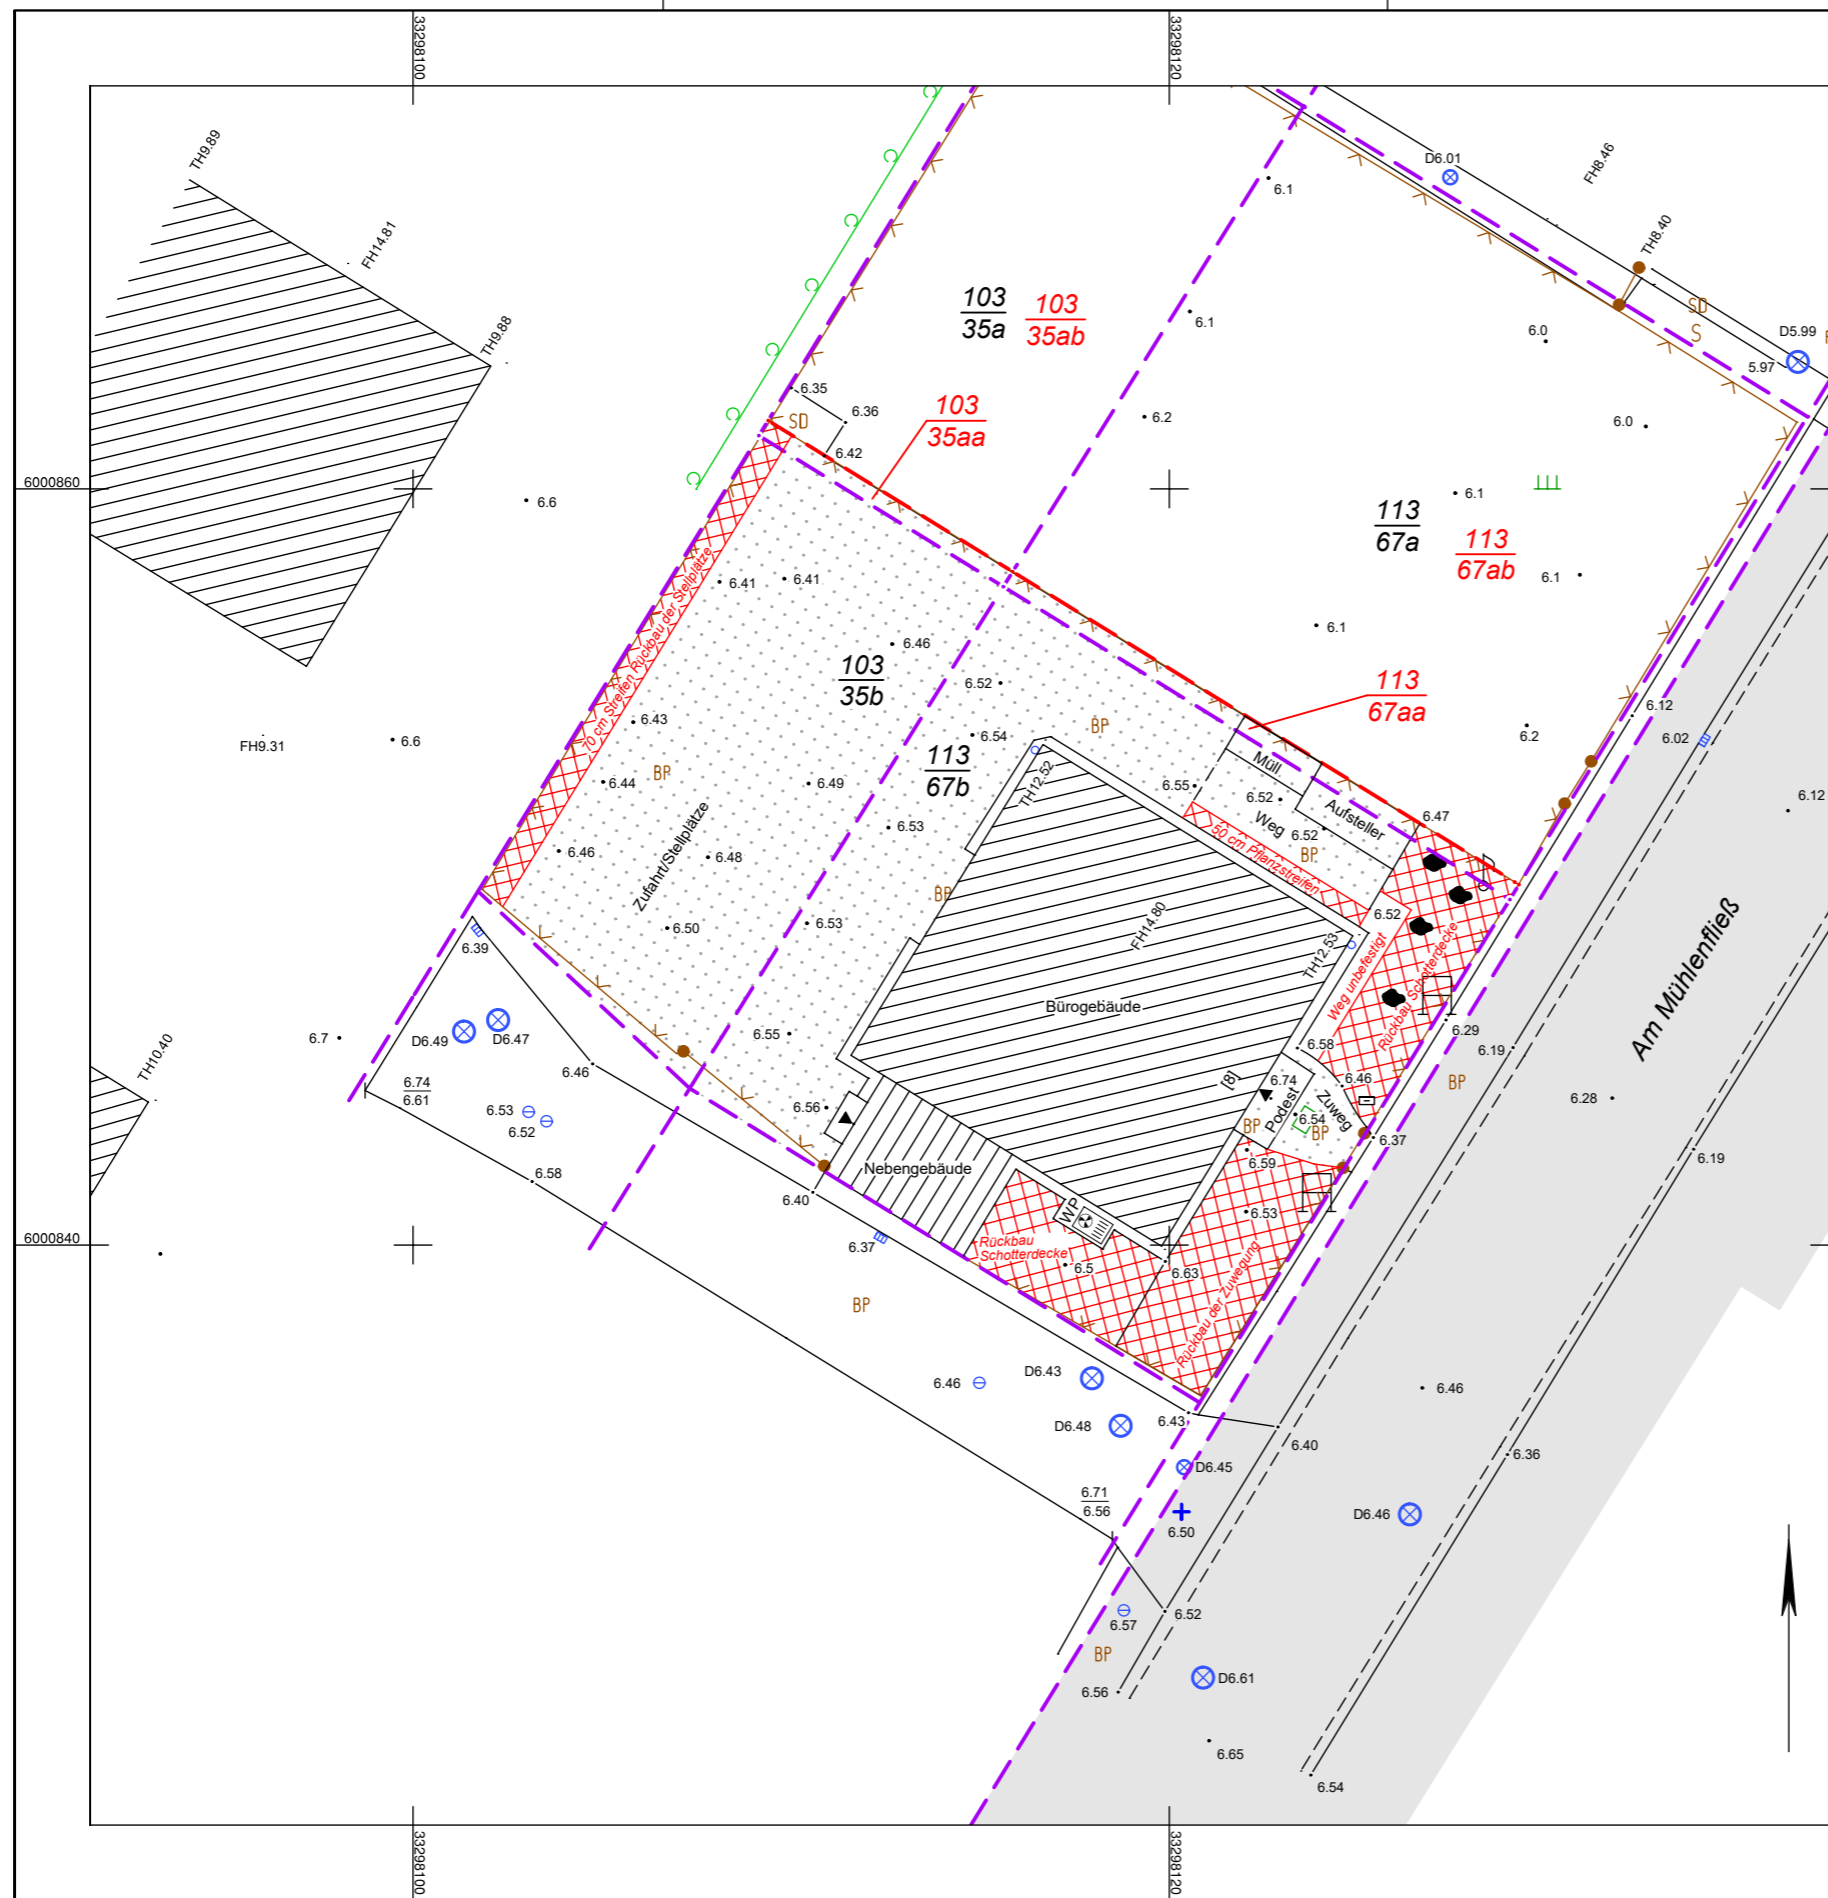 33298100
33298120
TH9.89
FH14.81
TH9.88
D6.01
FH8.46
TH8.40
6.1
103
35a
103
35ab
6.1
SD
S
D5.99
5.97
6.0
6.35
6.36
6.42
SD
103
35aa
6.2
6.0
6000860
6.6
6.1
113
67a
113
67ab
6.1
6.41
6.41
6.46
6.1
70 cm Streifen Rückbau der Stellplätze
103
35b
6.52
113
67aa
6.12
6.02
6.2
FH9.31
6.6
6.43
BP
6.54
BP
113
67b
TH12.52
Müll
6.44
BP
6.49
6.55
6.52
Weg
6.52
Aufsteller
6.47
6.12
6.53
50 cm Pflanzstreifen
BP
Zufahrt/Stellplätze
6.46
6.48
BP
6.50
6.53
FH14.80
6.52
TH12.53
Weg unbefestigt
Rückbau Schotterdecke
Am Mühlenfließ
6.39
Bürogebäude
D6.49
D6.47
6.7
6.55
6.58
6.29
6.19
TH10.40
6.46
6.74
6.61
6.53
6.52
6.56
[8]
6.74
Podest
6.54
Zuweg
6.46
BP
BP
BP
6.28
6.37
6.58
Nebengebäude
6.59
6.19
6.40
WP
6.53
6000840
6.37
Rückbau
Schotterdecke
6.5
6.63
Rückbau der Zuwegung
BP
D6.43
6.46
6.46
D6.48
6.43
6.40
6.36
D6.45
6.71
6.56
6.50
D6.46
6.52
6.57
BP
6.56
D6.61
6.65
6.54
33298100
33298120